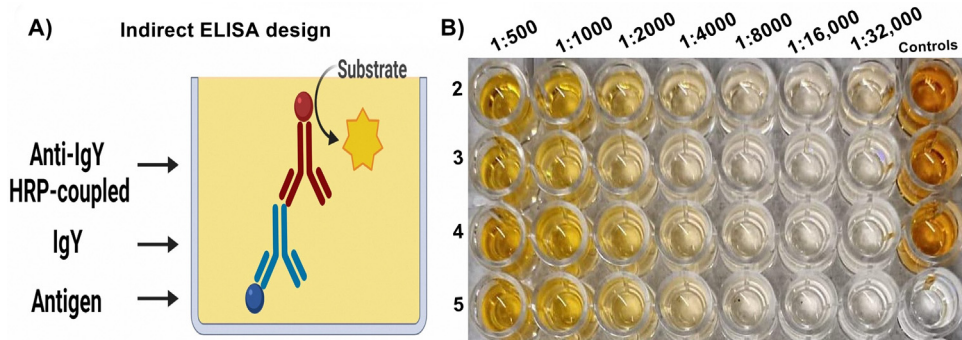 A)
Indirect ELISA design
Substrate
Anti-IgY
HRP-coupled
IgY
Antigen
B)
1:500
1:1000
1:2000
1:4000
1:8000
1:16,000
1:32,000
Controls
2
3
4
5